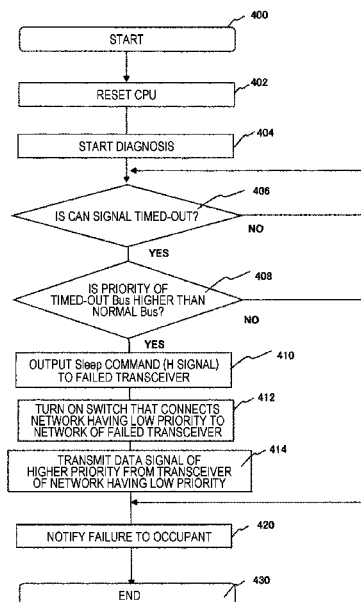 400
START
402
RESET CPU
404
START DIAGNOSIS
406
IS CAN SIGNAL TIMED-OUT?
NO
YES
408
IS PRIORITY OF
TIMED-OUT Bus HIGHER THAN
NORMAL Bus?
NO
YES
410
OUTPUT Sleep COMMAND (H SIGNAL)
TO FAILED TRANSCEIVER
412
TURN ON SWITCH THAT CONNECTS
NETWORK HAVING LOW PRIORITY TO
NETWORK OF FAILED TRANSCEIVER
414
TRANSMIT DATA SIGNAL OF
HIGHER PRIORITY FROM TRANSCEIVER
OF NETWORK HAVING LOW PRIORITY
420
NOTIFY FAILURE TO OCCUPANT
430
END